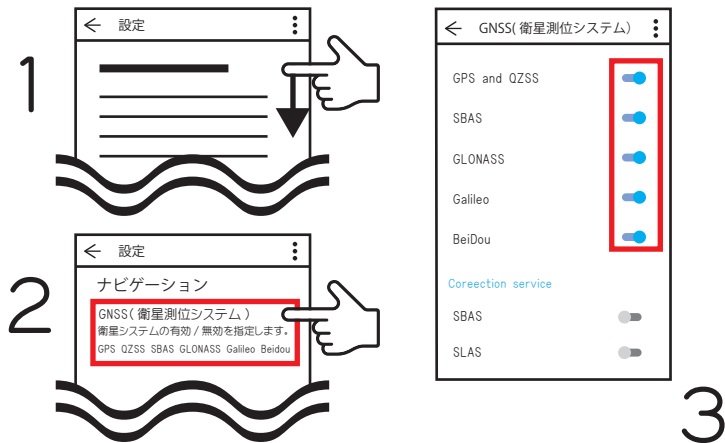 1
← 設定
2
← 設定
ナビゲーション
GNSS(衛星測位システム)
衛星システムの有効/無効を指定します。
GPS QZSS SBAS GLONASS Galileo Beidou
← GNSS(衛星測位システム)
GPS and QZSS
SBAS
GLONASS
Galileo
BeiDou
Coreection service
SBAS
SLAS
3